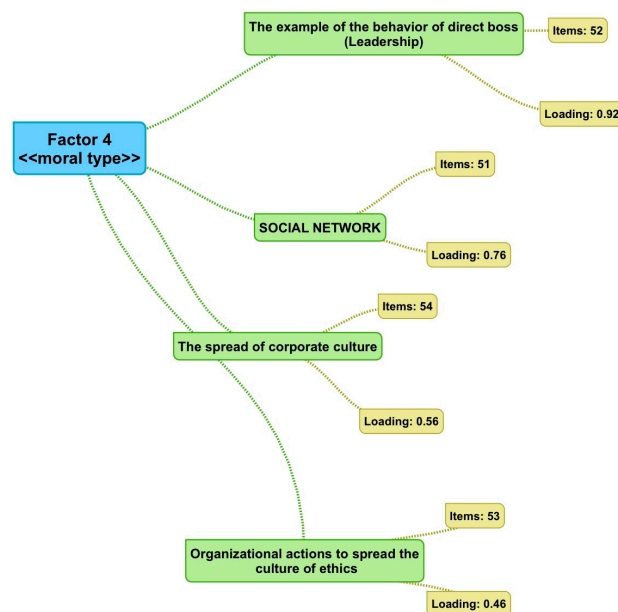 The example of the behavior of direct boss
(Leadership)
Items: 52
Loading: 0.92
Factor 4
<<moral type>>
Items: 51
SOCIAL NETWORK
Loading: 0.76
Items: 54
The spread of corporate culture
Loading: 0.56
Items: 53
Organizational actions to spread the
culture of ethics
Loading: 0.46